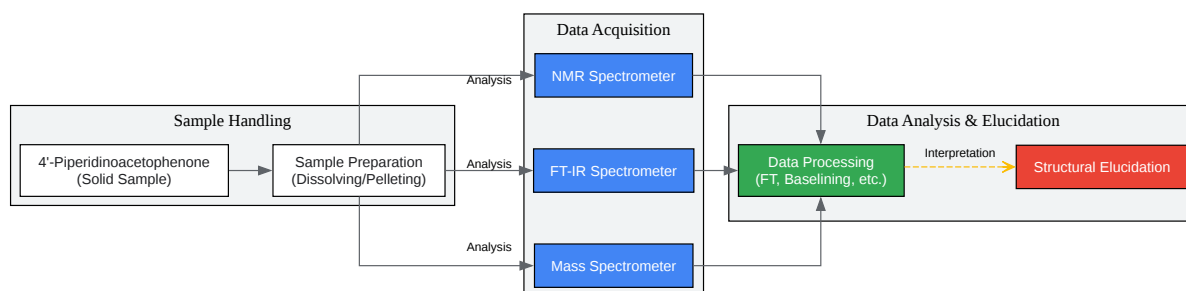 Data Acquisition
Analysis
NMR Spectrometer
Sample Handling
4'-Piperidinoacetophenone
(Solid Sample)
Sample Preparation
(Dissolving/Pelleting)
Analysis
FT-IR Spectrometer
Data Analysis & Elucidation
Data Processing
(FT, Baselining, etc.)
Interpretation
Structural Elucidation
Analysis
Mass Spectrometer